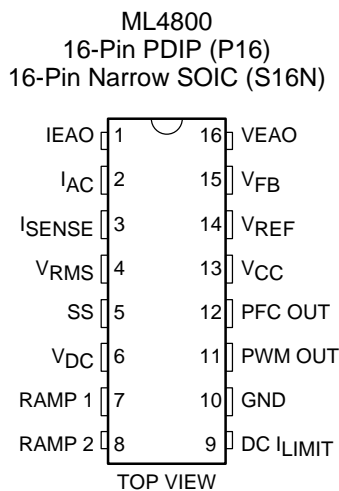 ML4800
16-Pin PDIP (P16)
16-Pin Narrow SOIC (S16N)
IEAO 1 16 VEAO
IAC 2 15 VFB
ISENSE 3 14 VREF
VRMS 4 13 VCC
SS 5 12 PFC OUT
VDC 6 11 PWM OUT
RAMP 1 7 10 GND
RAMP 2 8 9 DC ILIMIT
TOP VIEW